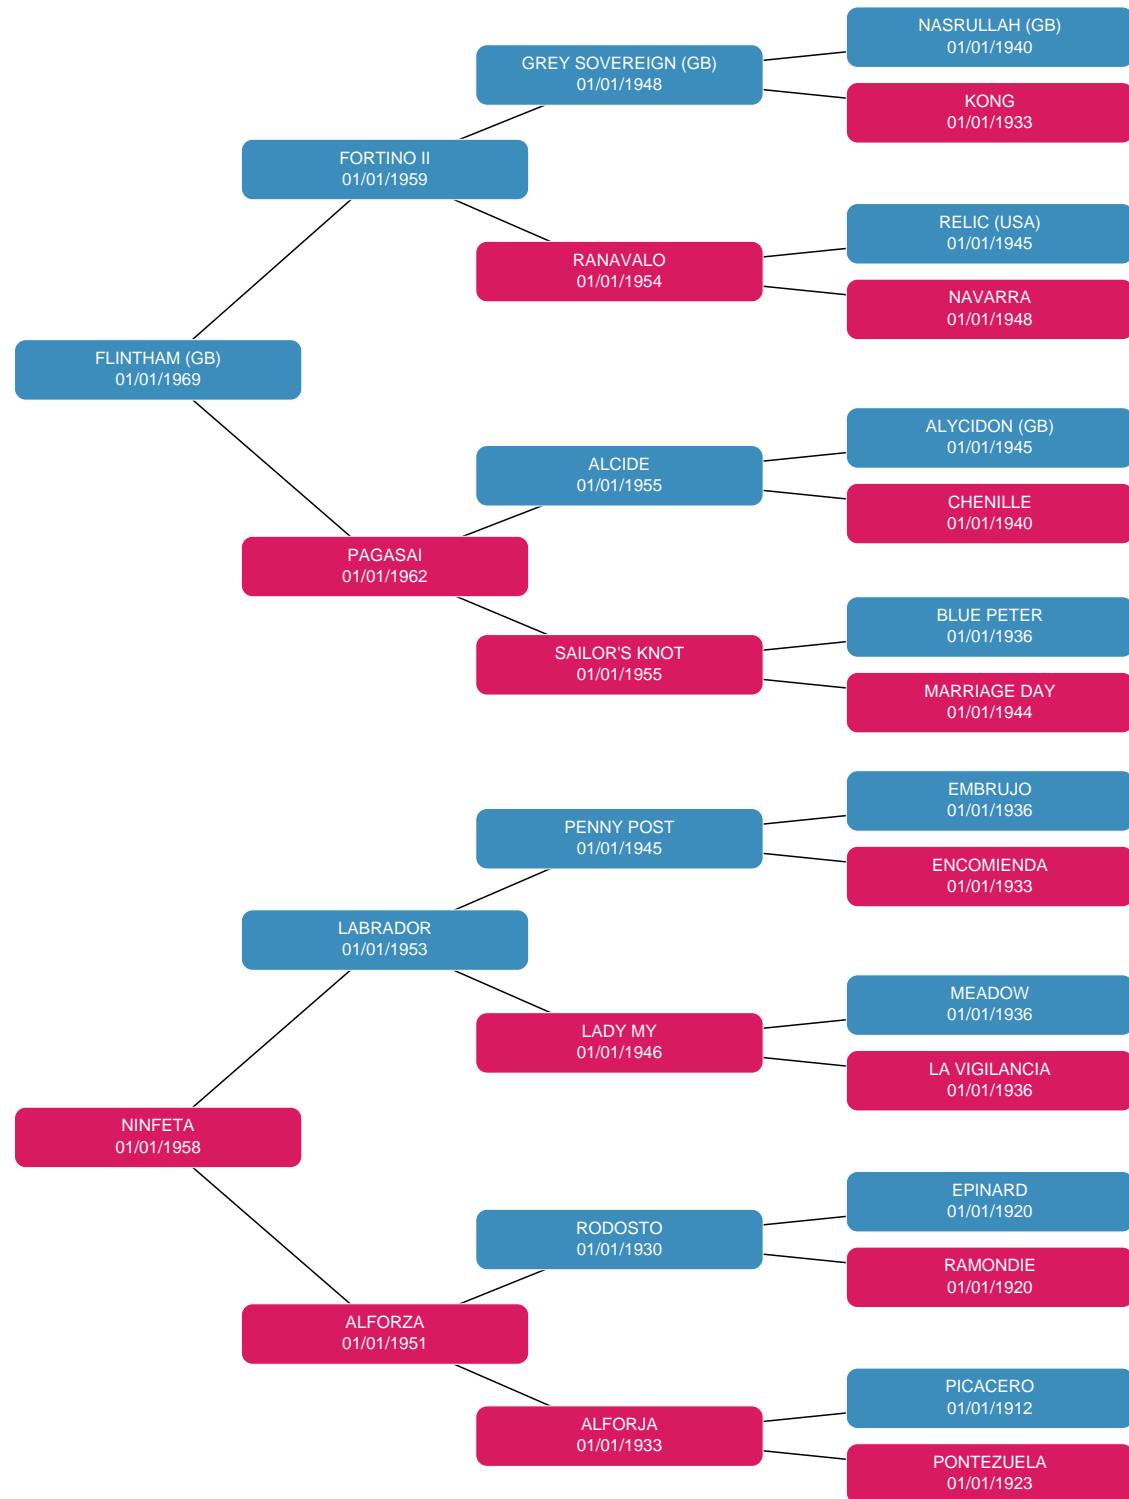 NASRULLAH (GB)
01/01/1940
GREY SOVEREIGN (GB)
01/01/1948
KONG
01/01/1933
FORTINO II
01/01/1959
RELIC (USA)
01/01/1945
RANAVALO
01/01/1954
NAVARRA
01/01/1948
FLINTHAM (GB)
01/01/1969
ALYCIDON (GB)
01/01/1945
ALCIDE
01/01/1955
CHENILLE
01/01/1940
PAGASAI
01/01/1962
BLUE PETER
01/01/1936
SAILOR'S KNOT
01/01/1955
MARRIAGE DAY
01/01/1944
EMBRUJO
01/01/1936
PENNY POST
01/01/1945
ENCOMIENDA
01/01/1933
LABRADOR
01/01/1953
MEADOW
01/01/1936
LADY MY
01/01/1946
LA VIGILANCIA
01/01/1936
NINFETA
01/01/1958
EPINARD
01/01/1920
RODOSTO
01/01/1930
RAMONDIE
01/01/1920
ALFORZA
01/01/1951
PICACERO
01/01/1912
ALFORJA
01/01/1933
PONTEZUELA
01/01/1923